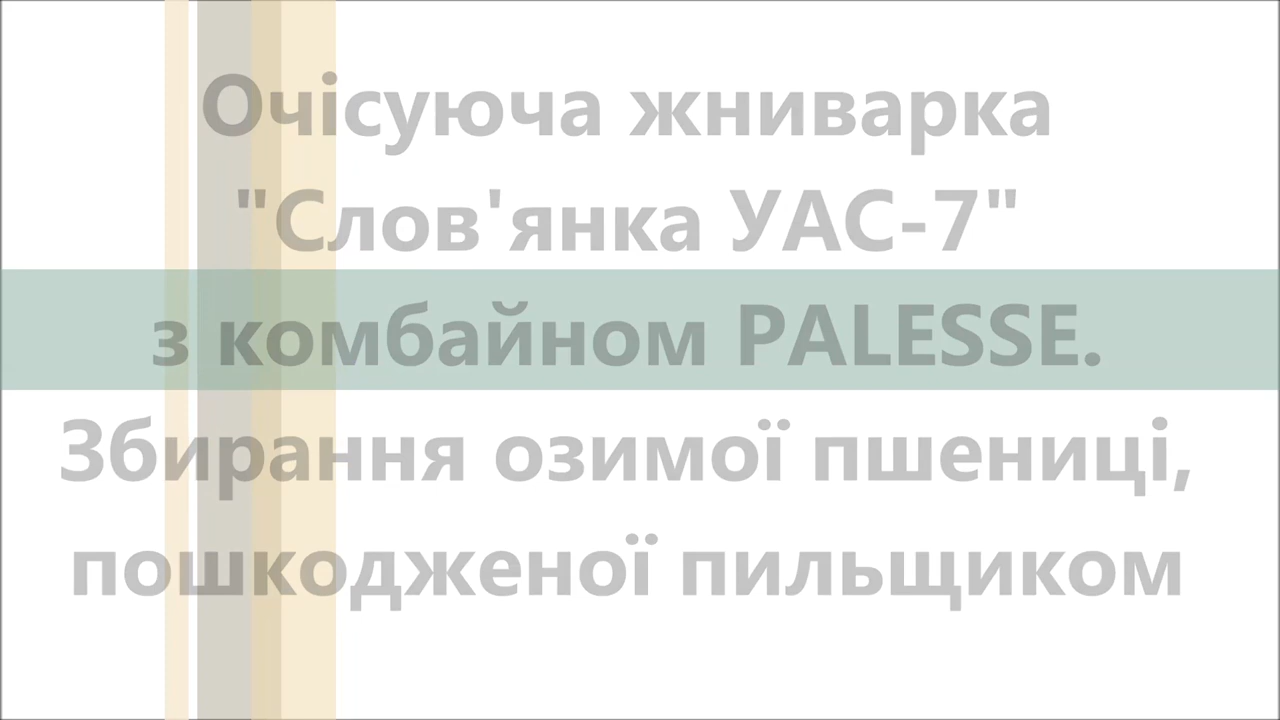 Очісуюча жниварка
"Слов'янка УАС-7"
з комбайном PALESSE.
Збирання озимої пшениці,
пошкодженої пильщиком